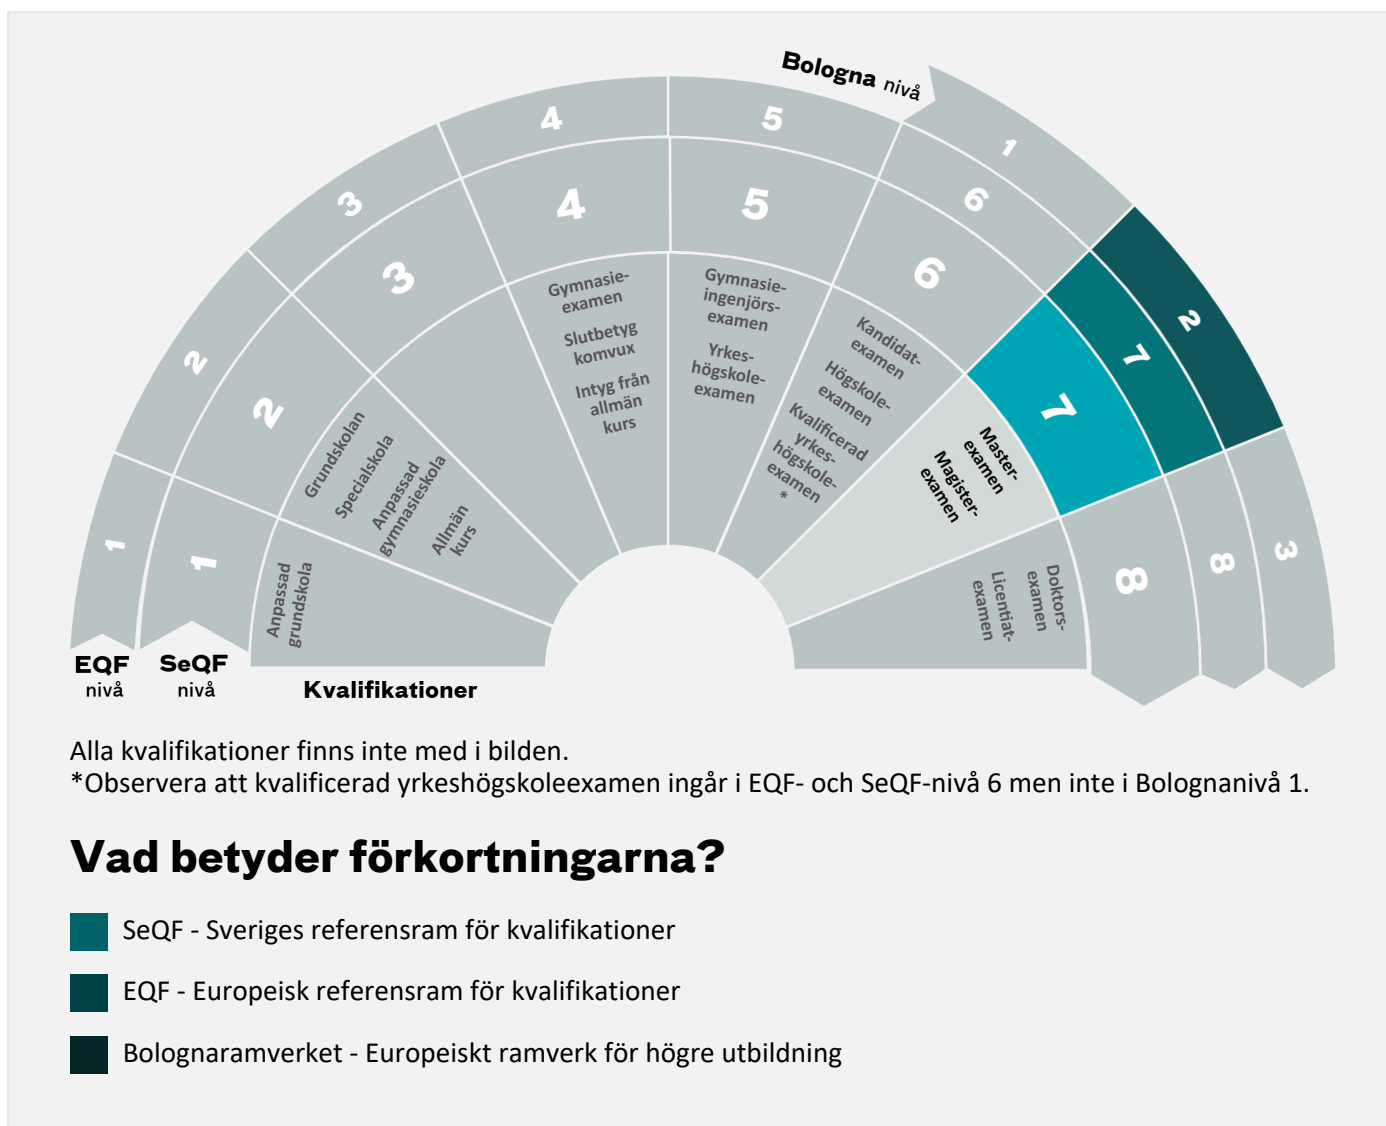 Bologna nivå
1
2
3
1
2
3
4
5
6
7
8
1
2
3
4
5
6
7
8
Anpassad
grundskola
Grundskolan
Specialskola
Anpassad
gymnasieskola
Allmän
kurs
Gymnasie-
examen
Slutbetyg
komvux
Intyg från
allmän
kurs
Gymnasie-
ingenjörs-
examen
Yrkes-
högskole-
examen
Kandidat-
examen
Högskole-
examen
Kvalificerad
yrkes-
högskole-
examen
*
Master-
examen
Magister-
examen
Doktors-
examen
Licentiat-
examen
EQF
nivå
SeQF
nivå
Kvalifikationer
Alla kvalifikationer finns inte med i bilden.
*Observera att kvalificerad yrkeshögskoleexamen ingår i EQF- och SeQF-nivå 6 men inte i Bolognanivå 1.
Vad betyder förkortningarna?
SeQF - Sveriges referensram för kvalifikationer
EQF - Europeisk referensram för kvalifikationer
Bolognaramverket - Europeiskt ramverk för högre utbildning